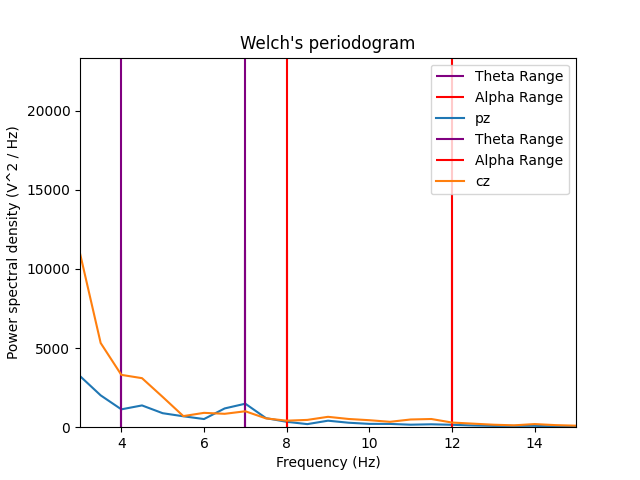 Welch's periodogram
Power spectral density (V^2 / Hz)
20000
15000
10000
5000
0
Theta Range
Alpha Range
pz
Theta Range
Alpha Range
cz
4 6 8 10 12 14
Frequency (Hz)